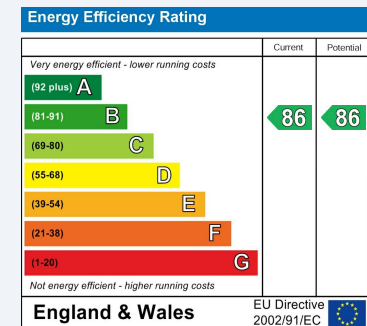 Energy Efficiency Rating
Current Potential
Very energy efficient - lower running costs
(92 plus) A
(81-91) B 86 86
(69-80) C
(55-68) D
(39-54) E
(21-38) F
(1-20) G
Not energy efficient - higher running costs
England & Wales
EU Directive
2002/91/EC